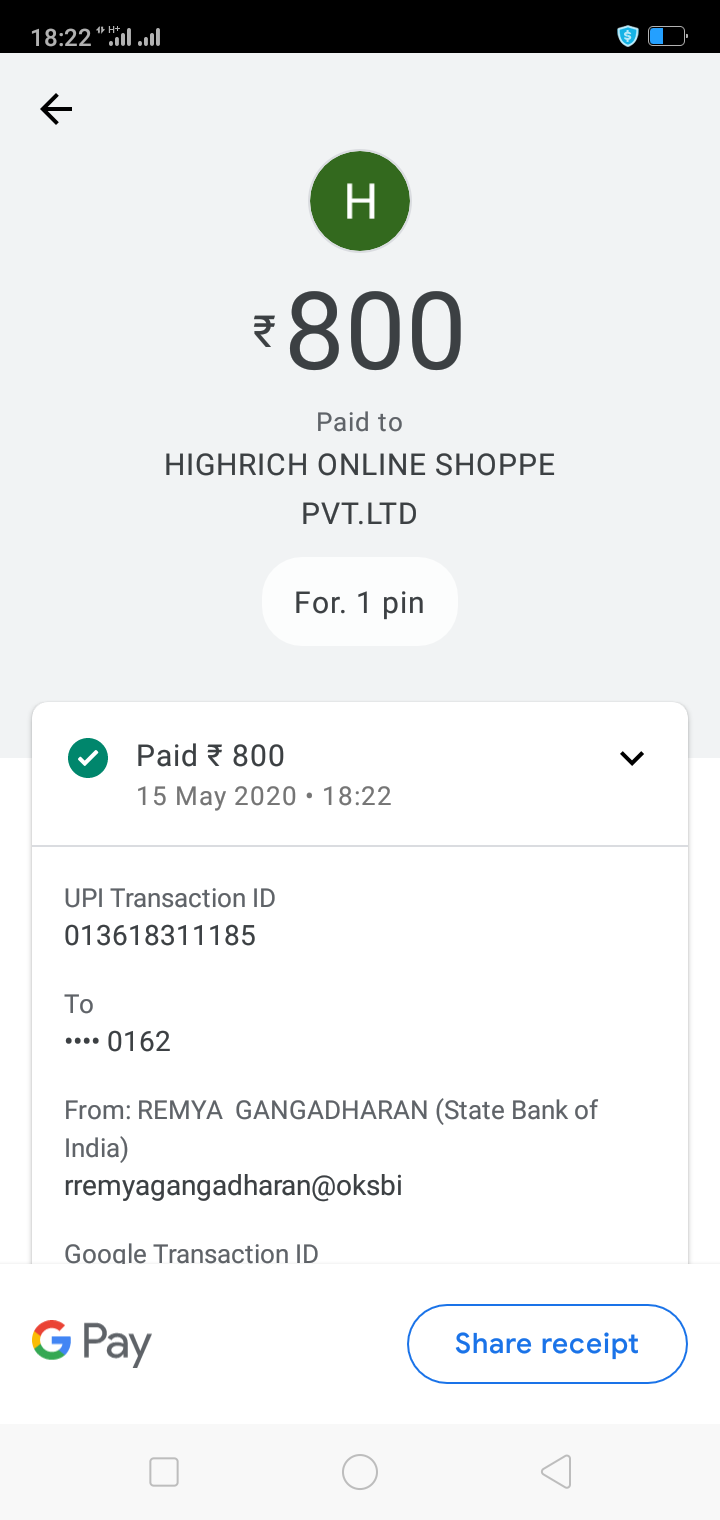 18:22 H+
H
₹800
Paid to
HIGHRICH ONLINE SHOPPE
PVT.LTD
For. 1 pin
Paid ₹ 800
15 May 2020 • 18:22
UPI Transaction ID
013618311185
To
•••• 0162
From: REMYA  GANGADHARAN (State Bank of
India)
rremyagangadharan@oksbi
Google Transaction ID
G Pay
Share receipt